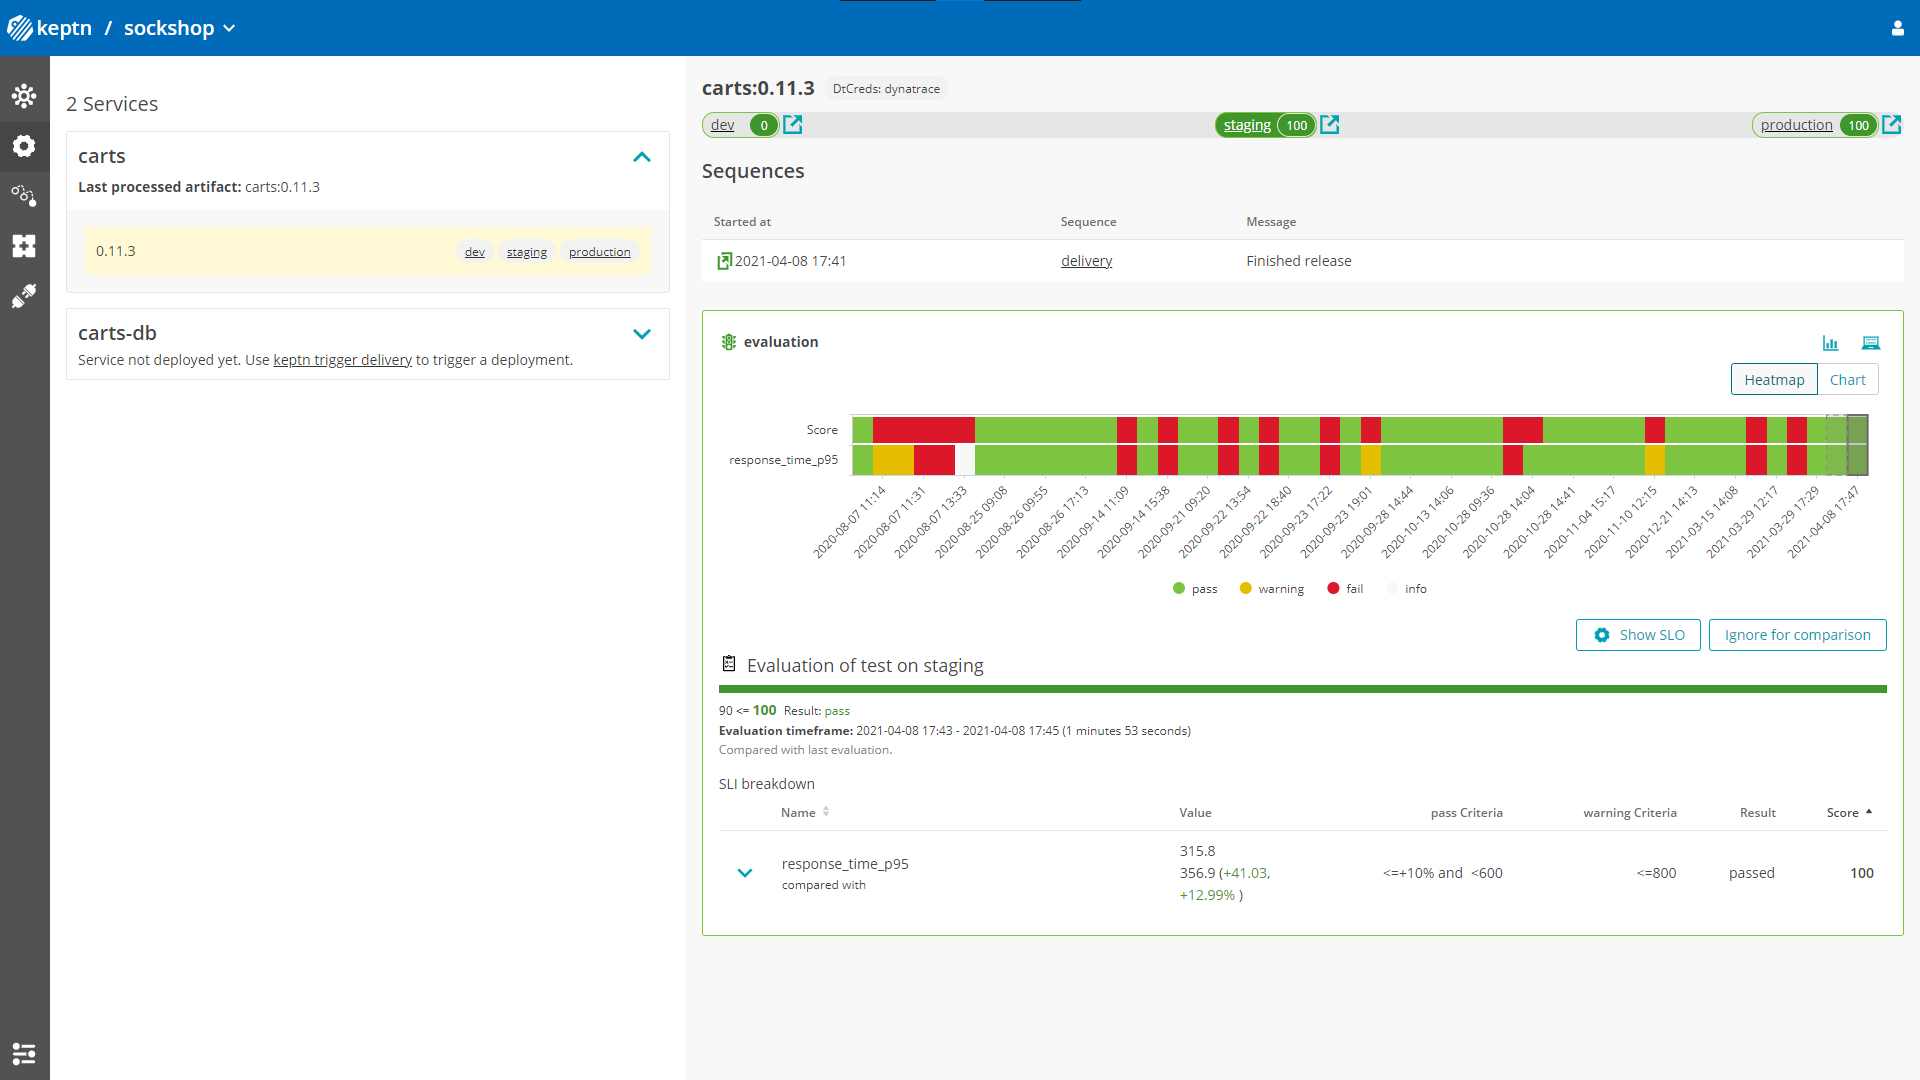 keptn / sockshop
2 Services
carts
Last processed artifact: carts:0.11.3
0.11.3 dev staging production
carts-db
Service not deployed yet. Use keptn trigger delivery to trigger a deployment.
carts:0.11.3 DtCreds: dynatrace
dev 0 staging 100 production 100
Sequences
Started at Sequence Message
2021-04-08 17:41 delivery Finished release
evaluation
Heatmap Chart
Score
response_time_p95
2020-08-07 11:14
2020-08-07 11:31
2020-08-07 13:33
2020-08-25 09:08
2020-08-26 09:55
2020-08-26 17:13
2020-09-14 11:09
2020-09-14 15:38
2020-09-21 09:20
2020-09-22 13:54
2020-09-22 18:40
2020-09-23 17:22
2020-09-23 19:01
2020-09-28 14:44
2020-10-13 14:06
2020-10-28 09:36
2020-10-28 14:04
2020-10-28 14:41
2020-11-04 15:17
2020-11-10 12:15
2020-12-21 14:13
2021-03-15 14:08
2021-03-29 12:17
2021-03-29 17:29
2021-04-08 17:47
pass warning fail info
Show SLO Ignore for comparison
Evaluation of test on staging
90 <= 100 Result: pass
Evaluation timeframe: 2021-04-08 17:43 - 2021-04-08 17:45 (1 minutes 53 seconds)
Compared with last evaluation.
SLI breakdown
Name Value pass Criteria warning Criteria Result Score
response_time_p95
compared with
315.8
356.9 (+41.03,
+12.99% )
<=+10% and <600 <=800 passed 100